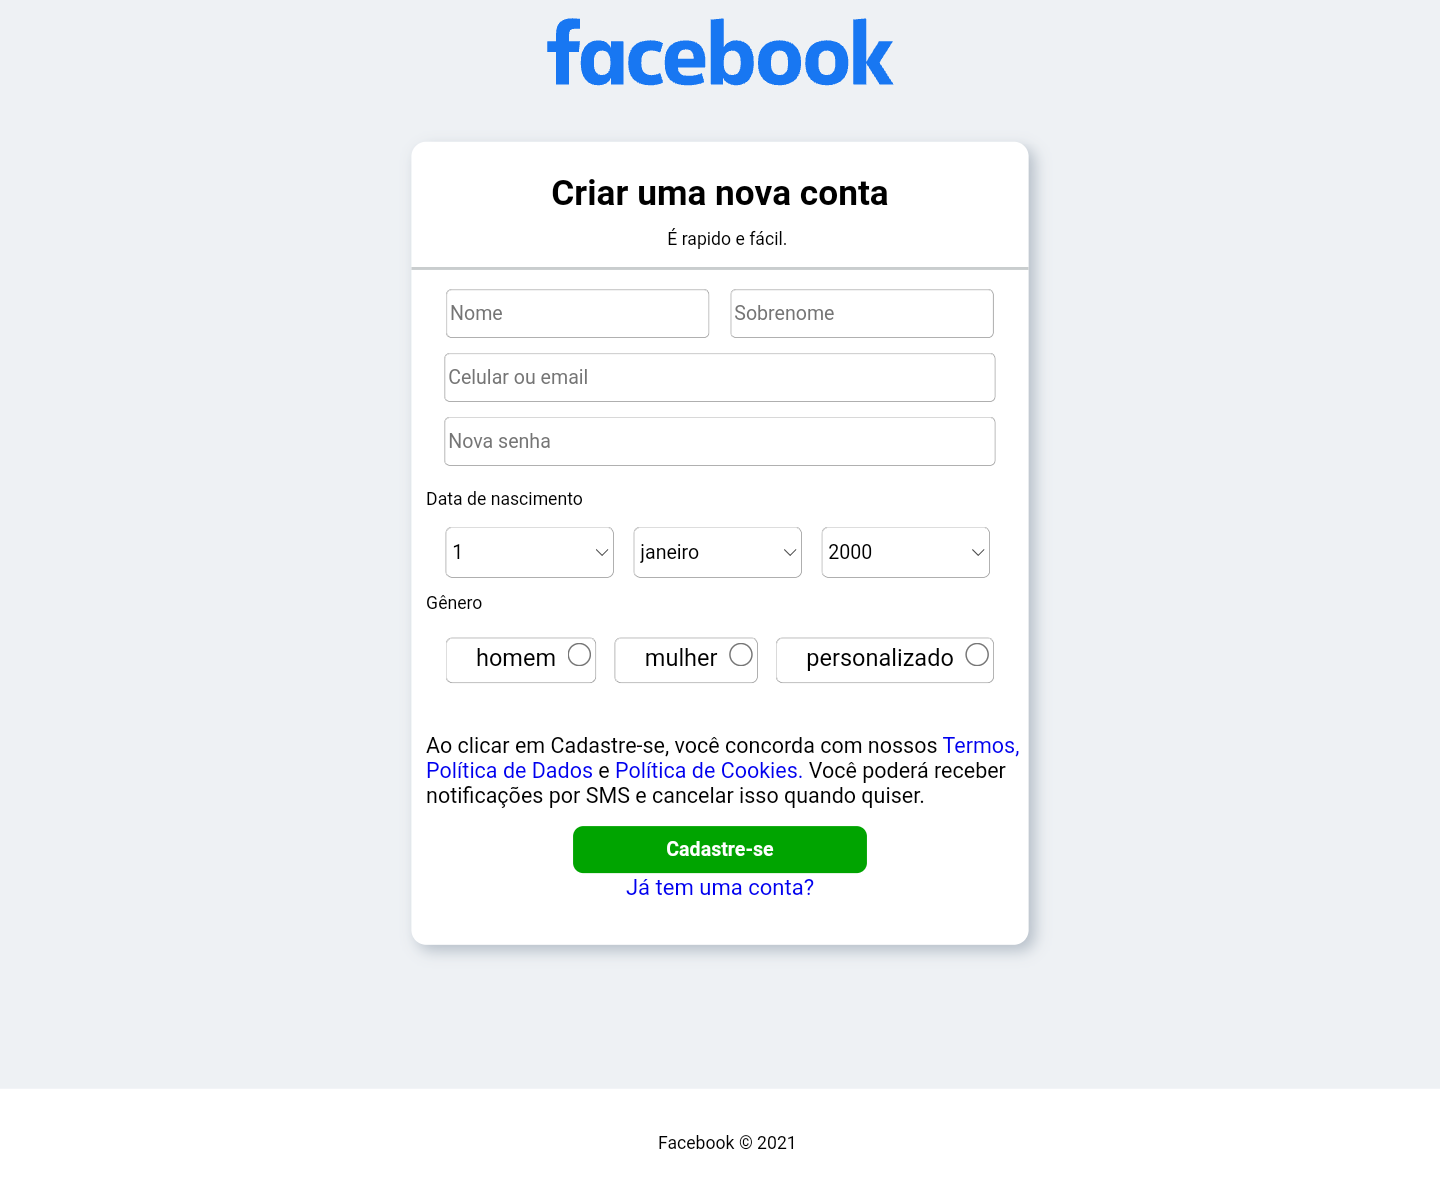 facebook
Criar uma nova conta
É rapido e fácil.
Nome Sobrenome
Celular ou email
Nova senha
Data de nascimento
1 janeiro 2000
Gênero
homem mulher personalizado
Ao clicar em Cadastre-se, você concorda com nossos Termos,
Política de Dados e Política de Cookies. Você poderá receber
notificações por SMS e cancelar isso quando quiser.
Cadastre-se
Já tem uma conta?
Facebook © 2021